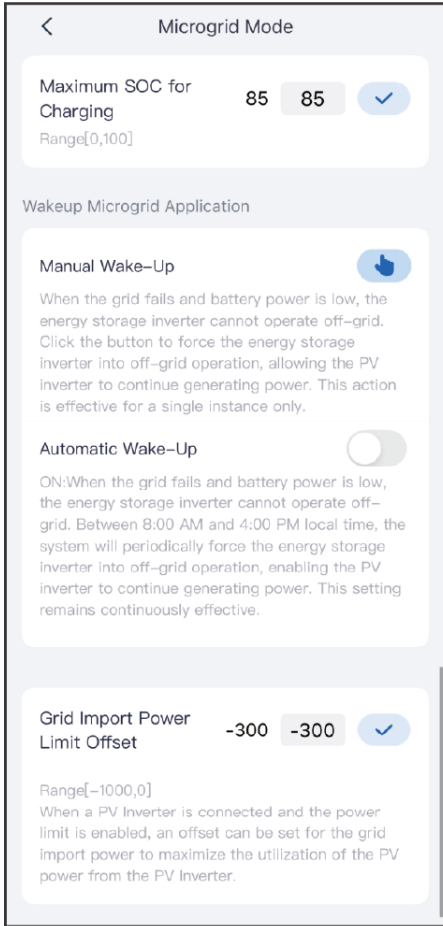 Microgrid Mode
Maximum SOC for
Charging
85 85
Range[0,100]
Wakeup Microgrid Application
Manual Wake-Up
When the grid fails and battery power is low, the
energy storage inverter cannot operate off-grid.
Click the button to force the energy storage
inverter into off-grid operation, allowing the PV
inverter to continue generating power. This action
is effective for a single instance only.
Automatic Wake-Up
ON:When the grid fails and battery power is low,
the energy storage inverter cannot operate off-
grid. Between 8:00 AM and 4:00 PM local time, the
system will periodically force the energy storage
inverter into off-grid operation, enabling the PV
inverter to continue generating power. This setting
remains continuously effective.
Grid Import Power
Limit Offset
-300 -300
Range[-1000,0]
When a PV Inverter is connected and the power
limit is enabled, an offset can be set for the grid
import power to maximize the utilization of the PV
power from the PV Inverter.